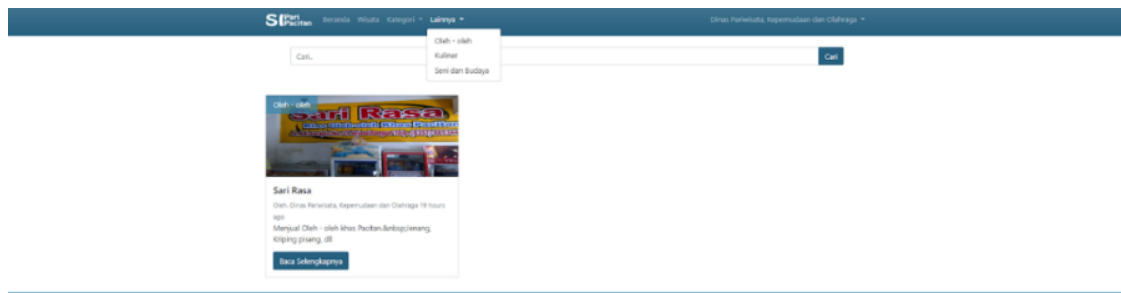 SI Pari Pacitan Beranda Wisata Kategori Lainnya Dinas Pariwisata, Kepemudaan dan Olahraga
Oleh - oleh
Kuliner
Seni dan Budaya
Cari.. Cari
Oleh - oleh
Sari Rasa
Sari Rasa
Oleh. Dinas Pariwisata, Kepemudaan dan Olahraga 19 hours
ago
Menjual Oleh - oleh khas Pacitan.&nbsp;
pisang, dll
Baca Selengkapnya